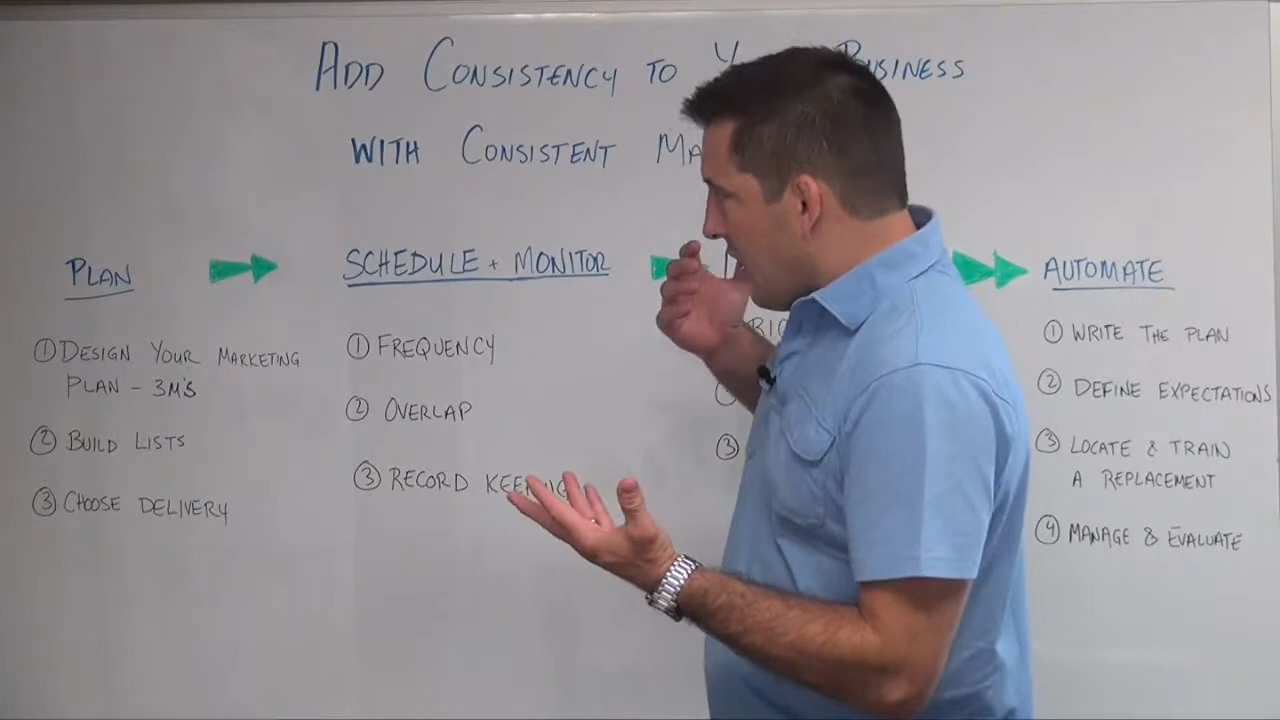 ADD CONSISTENCY TO BUSINESS
WITH CONSISTENT
PLAN
① DESIGN YOUR MARKETING
PLAN - 3M'S
② BUILD LISTS
③ CHOOSE DELIVERY
SCHEDULE + MONITOR
① FREQUENCY
② OVERLAP
③ RECORD
③
AUTOMATE
① WRITE THE PLAN
② DEFINE EXPECTATIONS
③ LOCATE & TRAIN
A REPLACEMENT
④ MANAGE & EVALUATE